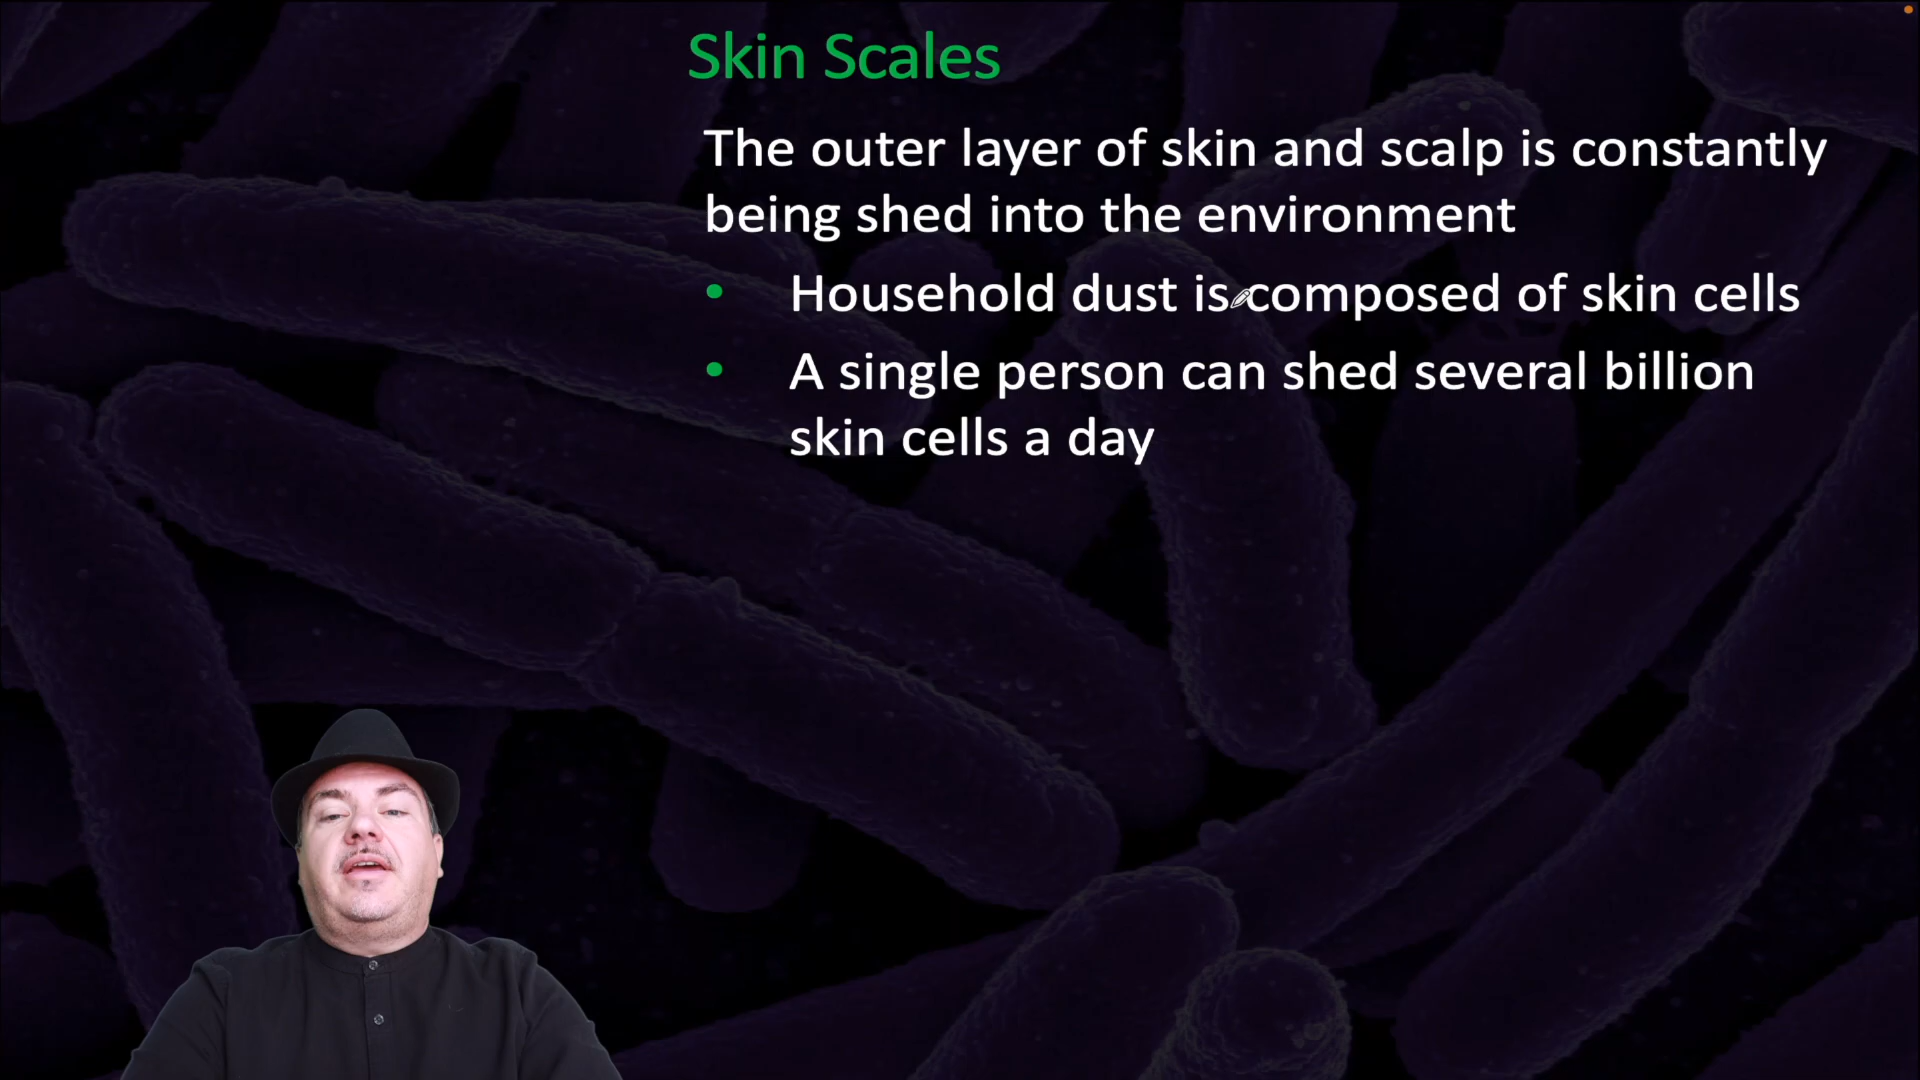 Skin Scales
The outer layer of skin and scalp is constantly
being shed into the environment
• Household dust is composed of skin cells
• A single person can shed several billion
skin cells a day